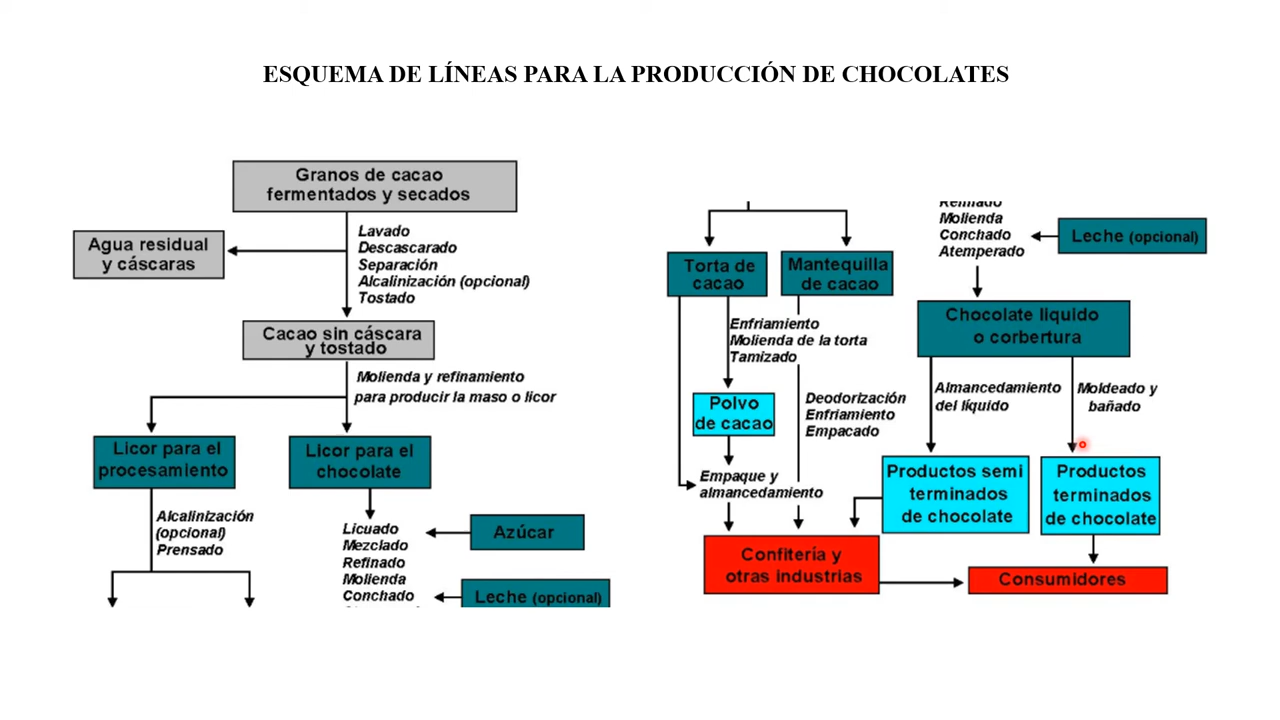 ESQUEMA DE LÍNEAS PARA LA PRODUCCIÓN DE CHOCOLATES
Granos de cacao
fermentados y secados
Agua residual
y cáscaras
Lavado
Descascarado
Separación
Alcalinización (opcional)
Tostado
Cacao sin cáscara
y tostado
Molienda y refinamiento
para producir la maso o licor
Licor para el
procesamiento
Licor para el
chocolate
Alcalinización
(opcional)
Prensado
Licuado
Mezclado
Refinado
Molienda
Conchado
Azúcar
Leche (opcional)
Torta de
cacao
Mantequilla
de cacao
Enfriamiento
Molienda de la torta
Tamizado
Polvo
de cacao
Deodorización
Enfriamiento
Empacado
Empaque y
almancedamiento
Refinado
Molienda
Conchado
Atemperado
Leche (opcional)
Chocolate líquido
o corbertura
Almancedamiento
del líquido
Moldeado y
bañado
Productos semi
terminados
de chocolate
Productos
terminados
de chocolate
Confitería y
otras industrias
Consumidores